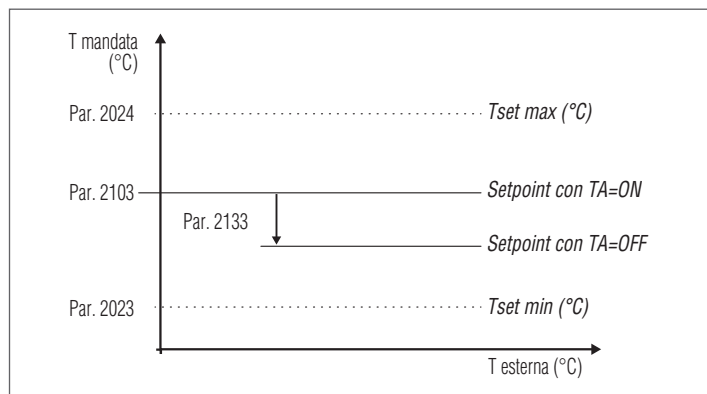 T mandata
(°C)
Par. 2024
Tset max (°C)
Par. 2103
Setpoint con TA=ON
Par. 2133
Setpoint con TA=OFF
Par. 2023
Tset min (°C)
T esterna (°C)